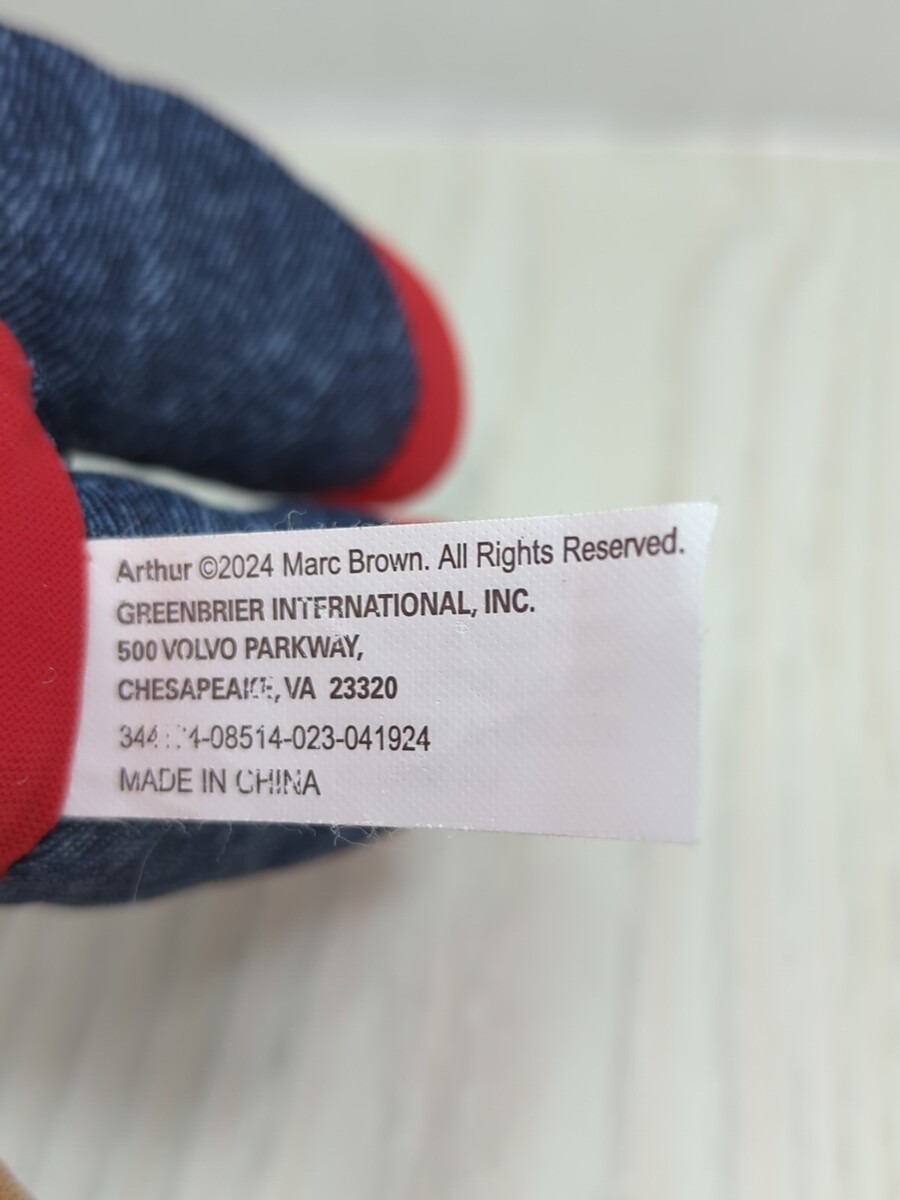 Arthur ©2024 Marc Brown. All Rights Reserved.
GREENBRIER INTERNATIONAL, INC.
500 VOLVO PARKWAY,
CHESAPEAKE, VA 23320
MADE IN CHINA